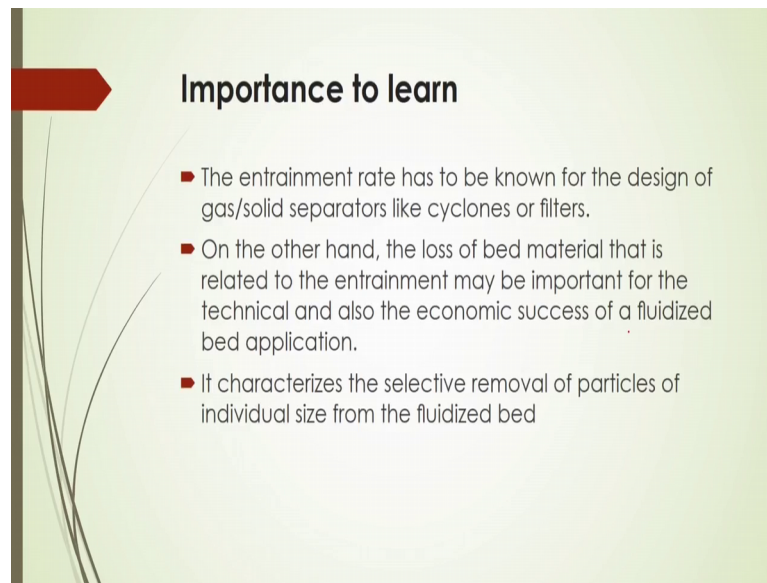 Importance to learn
The entrainment rate has to be known for the design of
gas/solid separators like cyclones or filters.
On the other hand, the loss of bed material that is
related to the entrainment may be important for the
technical and also the economic success of a fluidized
bed application.
It characterizes the selective removal of particles of
individual size from the fluidized bed